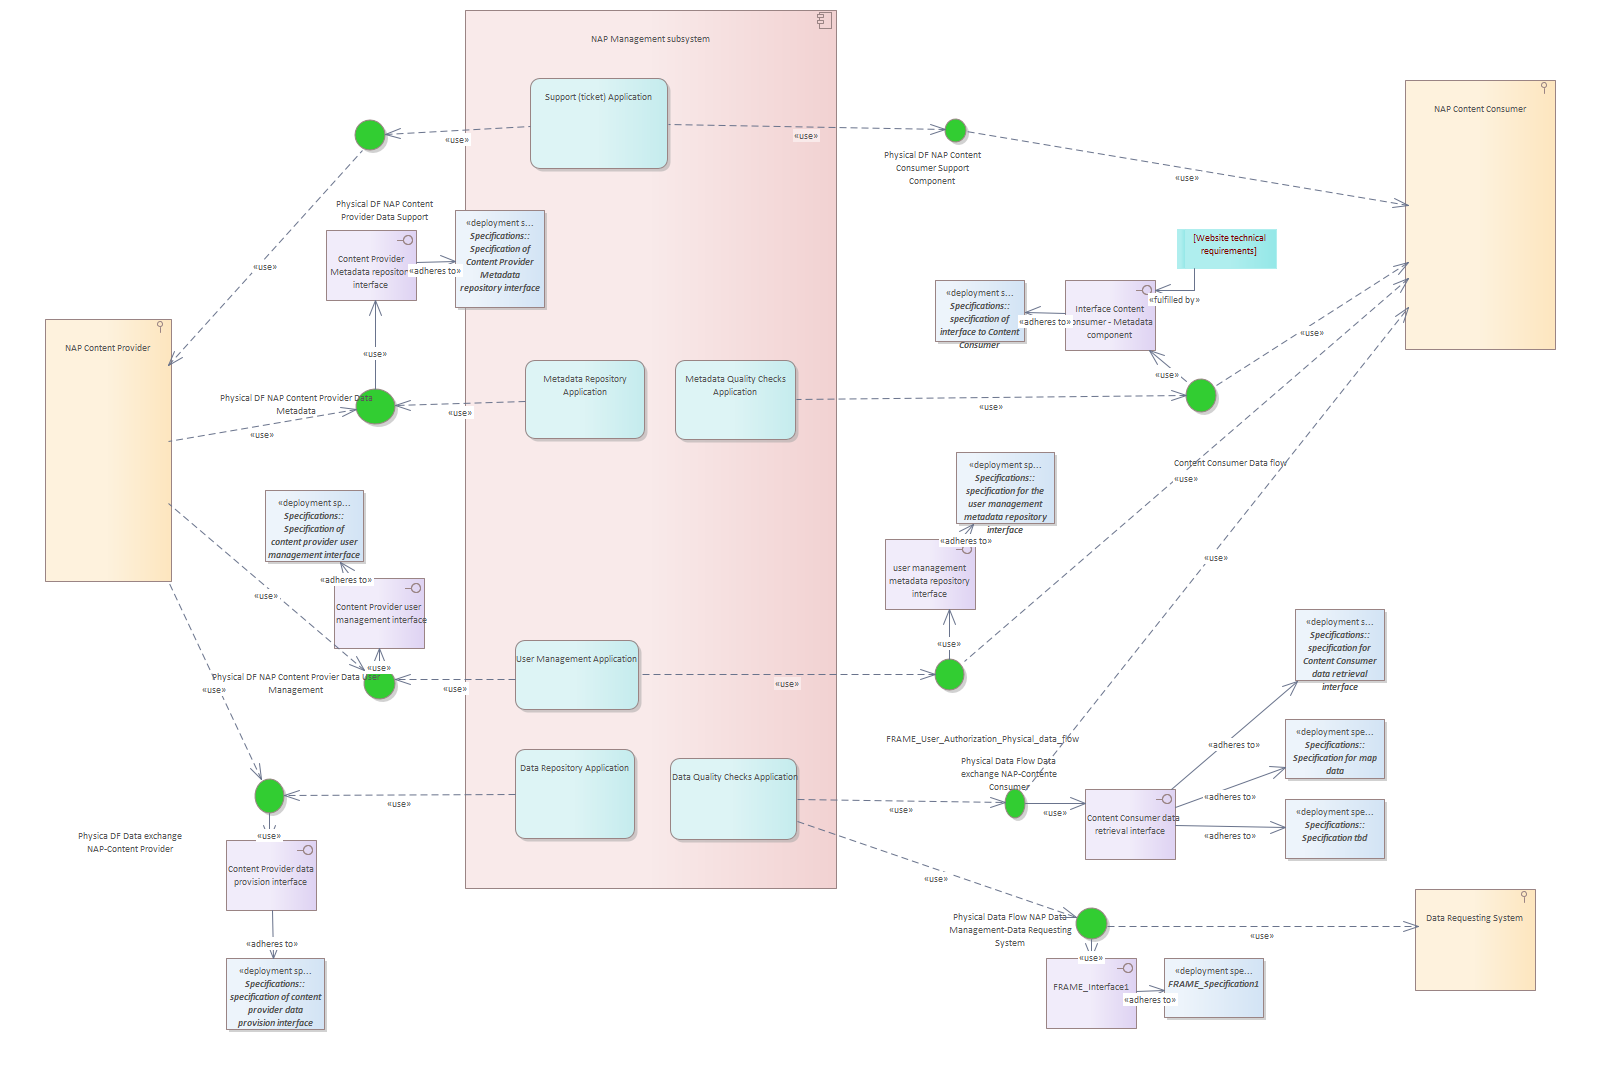 NAP Management subsystem
Support (ticket) Application
«use»
«use»
NAP Content Consumer
Physical DF NAP Content
Consumer Support
Component
«use»
Physical DF NAP Content
Provider Data Support
«use»
Content Provider
Metadata repositor
interface
«adheres to»
«deployment s...
Specifications::
Specification of
Content Provider
Metadata
repository interface
[Website technical
requirements]
«fulfilled by»
Interface Content
onsumer - Metadata
component
«adheres to»
«deployment s...
Specifications::
specification of
interface to Content
Consumer
«use»
«use»
NAP Content Provider
«use»
Metadata Repository
Application
Metadata Quality Checks
Application
Physical DF NAP Content Provider Data
Metadata
«use»
«use»
«use»
Content Consumer Data flow
«use»
«deployment sp...
Specifications::
specification for the
user management
metadata repository
interface
«adheres to»
user management
metadata repository
interface
«use»
«use»
«deployment sp...
Specifications::
Specification of
content provider user
management interface
«adheres to»
Content Provider user
management interface
«use»
«use»
User Management Application
Physical DF NAP Content Provier Data User
Management
«use»
«use»
«use»
«deployment s...
Specifications::
specification for
Content Consumer
data retrieval
interface
«adheres to»
FRAME_User_Authorization_Physical_data_flow
Physical Data Flow Data
exchange NAP-Contente
Consumer
«deployment spe...
Specifications::
Specification for map
data
«adheres to»
Data Repository Application
Data Quality Checks Application
«use»
«use»
«use»
Content Consumer data
retrieval interface
«adheres to»
«deployment spe...
Specifications::
Specification tbd
Physica DF Data exchange
NAP-Content Provider
«use»
Content Provider data
provision interface
«use»
Physical Data Flow NAP Data
Management-Data Requesting
System
«use»
Data Requesting System
«adheres to»
«use»
«deployment sp...
Specifications::
specification of content
provider data
provision interface
FRAME_Interface1
«adheres to»
«deployment spe...
FRAME_Specification1